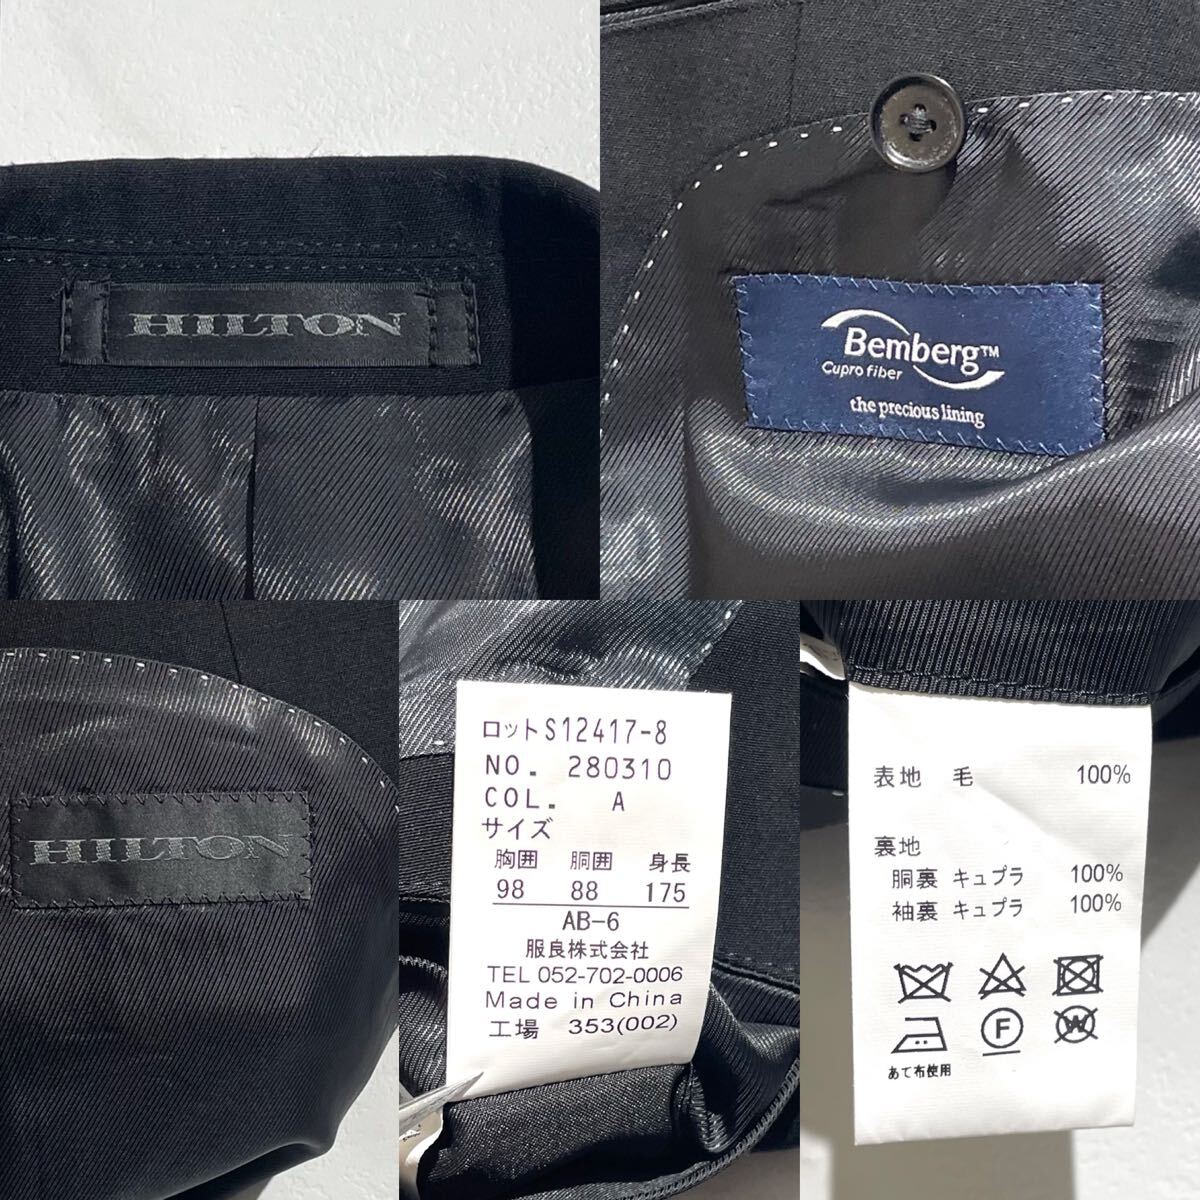 HILTON
Bemberg™
Cupro fiber
the precious lining
HILTON
ロットS12417-8
NO. 280310
COL. A
サイズ
胸囲 胴囲 身長
98 88 175
AB-6
服良株式会社
TEL 052-702-0006
Made in China
工場 353(002)
表地 毛 100%
裏地
胴裏 キュプラ 100%
袖裏 キュプラ 100%
F
W
あて布使用